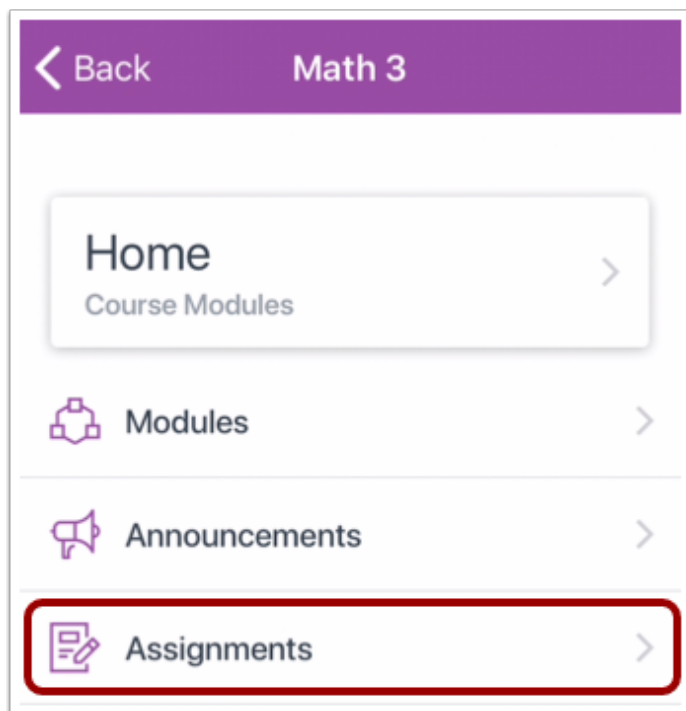 Back Math 3
Home
Course Modules
Modules
Announcements
Assignments